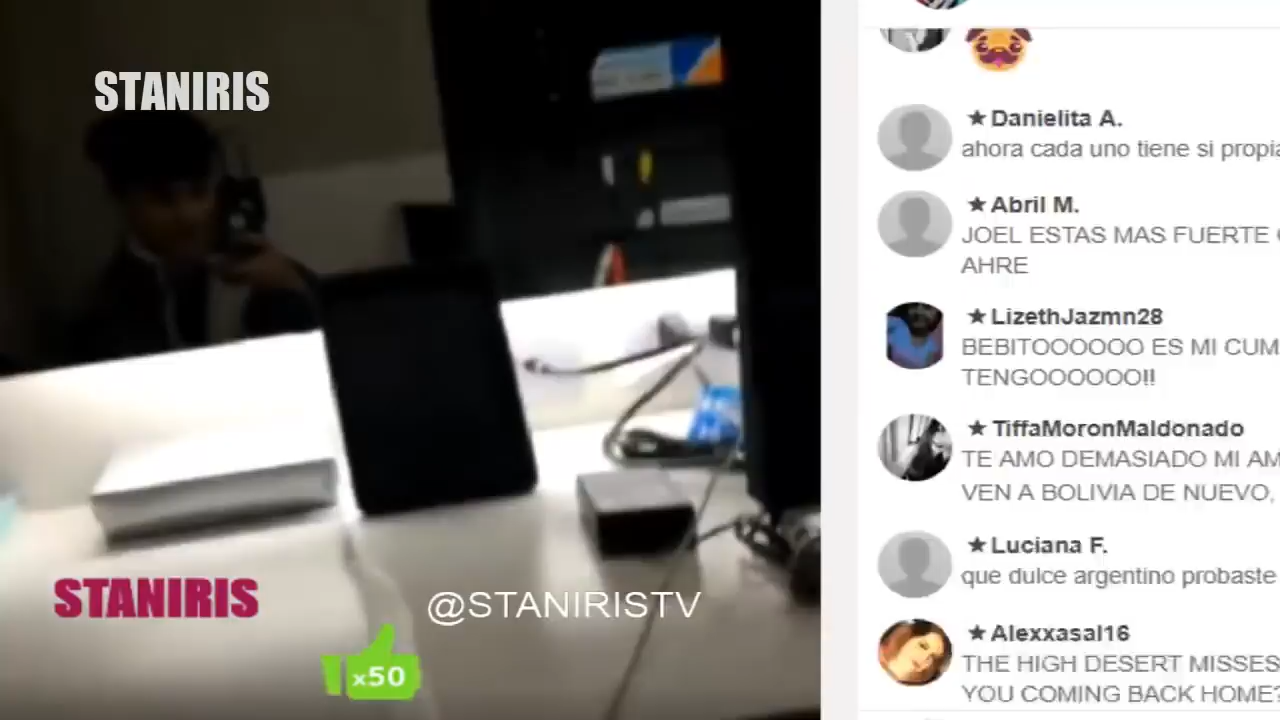 STANIRIS
STANIRIS
@STANIRISTV
x50
★ Danielita A.
ahora cada uno tiene si propia
★ Abril M.
JOEL ESTAS MAS FUERTE
AHRE
★ LizethJazmn28
BEBITOOOOOO ES MI CUM
TENGOOOOOO!!
★ TiffaMoronMaldonado
TE AMO DEMASIADO MI AM
VEN A BOLIVIA DE NUEVO,
★ Luciana F.
que dulce argentino probaste
★ Alexxasal16
THE HIGH DESERT MISSES
YOU COMING BACK HOME?